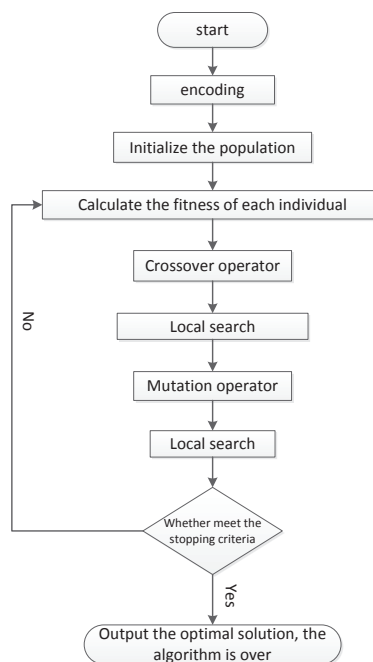 start
encoding
Initialize the population
Calculate the fitness of each individual
Crossover operator
Local search
Mutation operator
Local search
Whether meet the
stopping criteria
No
Yes
Output the optimal solution, the
algorithm is over